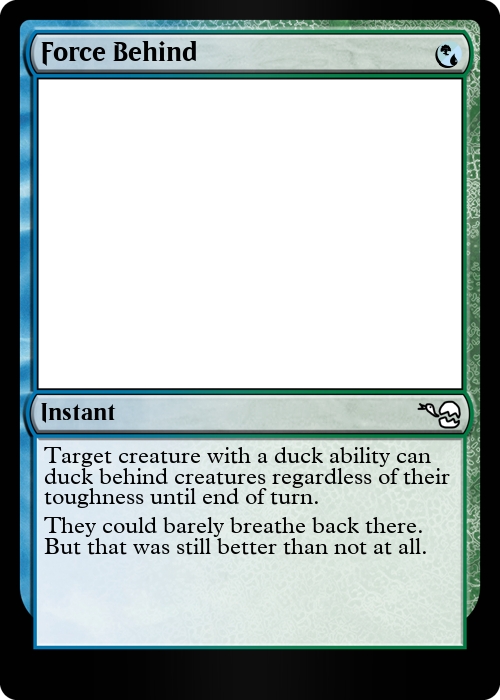 Force Behind
Instant
Target creature with a duck ability can
duck behind creatures regardless of their
toughness until end of turn.
They could barely breathe back there.
But that was still better than not at all.